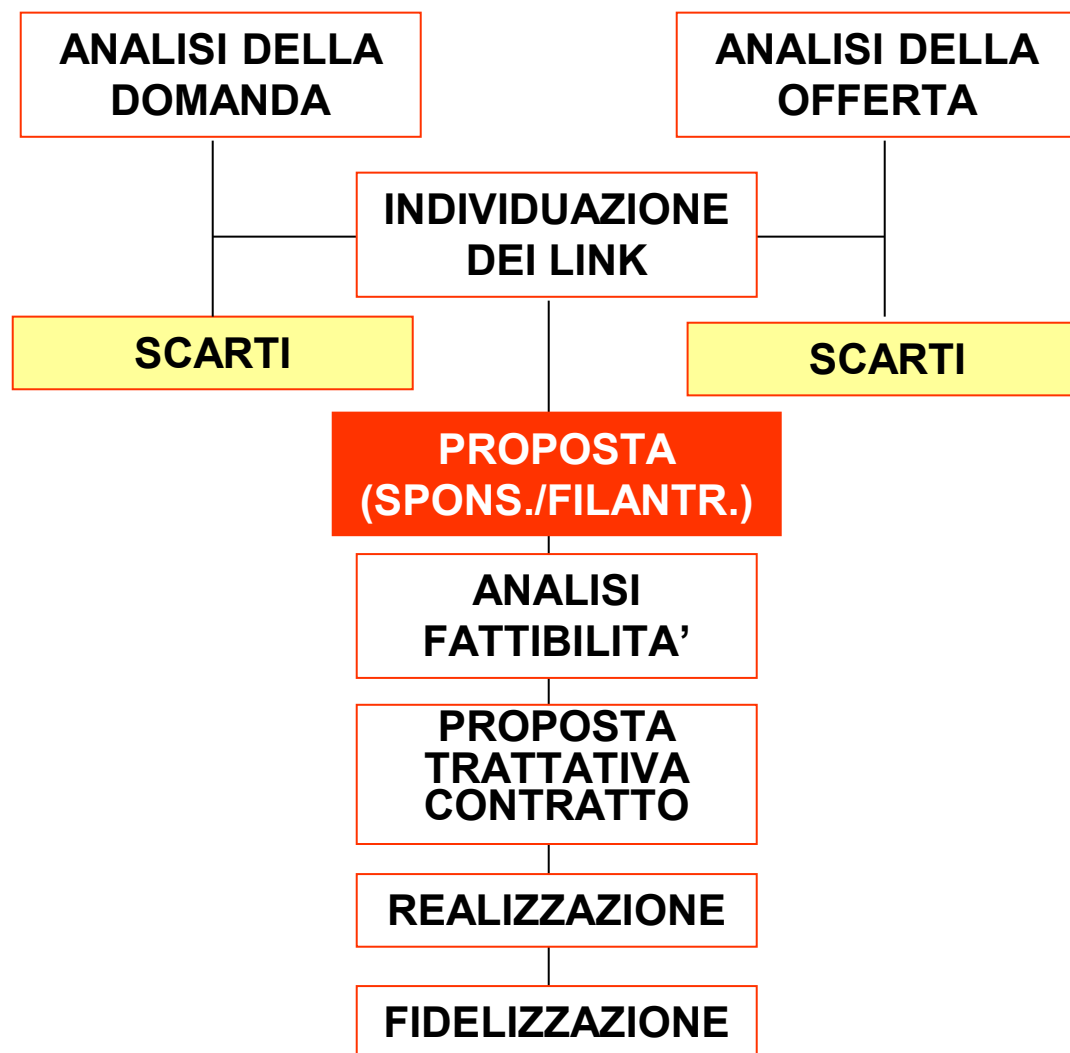 ANALISI DELLA
DOMANDA
ANALISI DELLA
OFFERTA
INDIVIDUAZIONE
DEI LINK
SCARTI
SCARTI
PROPOSTA
(SPONS./FILANTR.)
ANALISI
FATTIBILITA’
PROPOSTA
TRATTATIVA
CONTRATTO
REALIZZAZIONE
FIDELIZZAZIONE